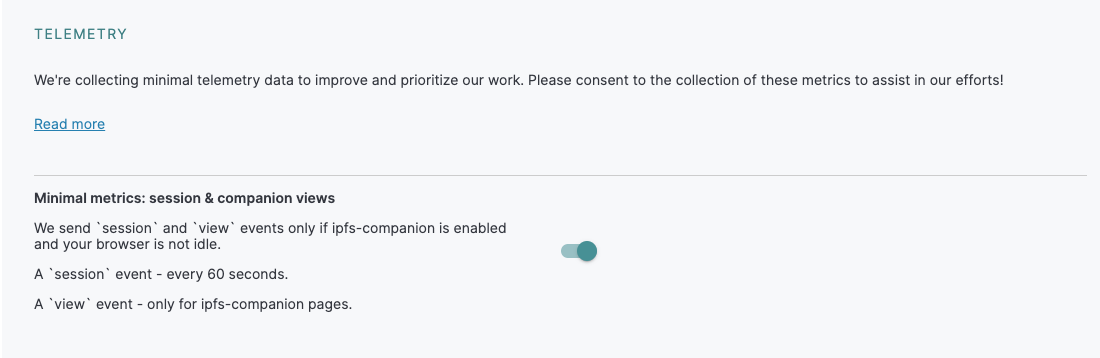 TELEMETRY
We're collecting minimal telemetry data to improve and prioritize our work. Please consent to the collection of these metrics to assist in our efforts!
Read more
Minimal metrics: session & companion views
We send `session` and `view` events only if ipfs-companion is enabled
and your browser is not idle.
A `session` event - every 60 seconds.
A `view` event - only for ipfs-companion pages.